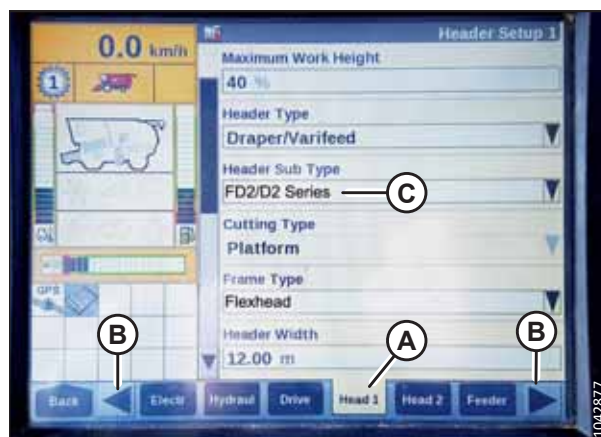 0.0 km/h
Header Setup 1
1
Maximum Work Height
40 %
Header Type
Draper/Varifeed
Header Sub Type
FD2/D2 Series
C
Cutting Type
Platform
Frame Type
GPS
Flexhead
B
Header Width
A
B
12.00 m
Back
Electr
Hydraul
Drive
Head 1
Head 2
Feeder
1042877